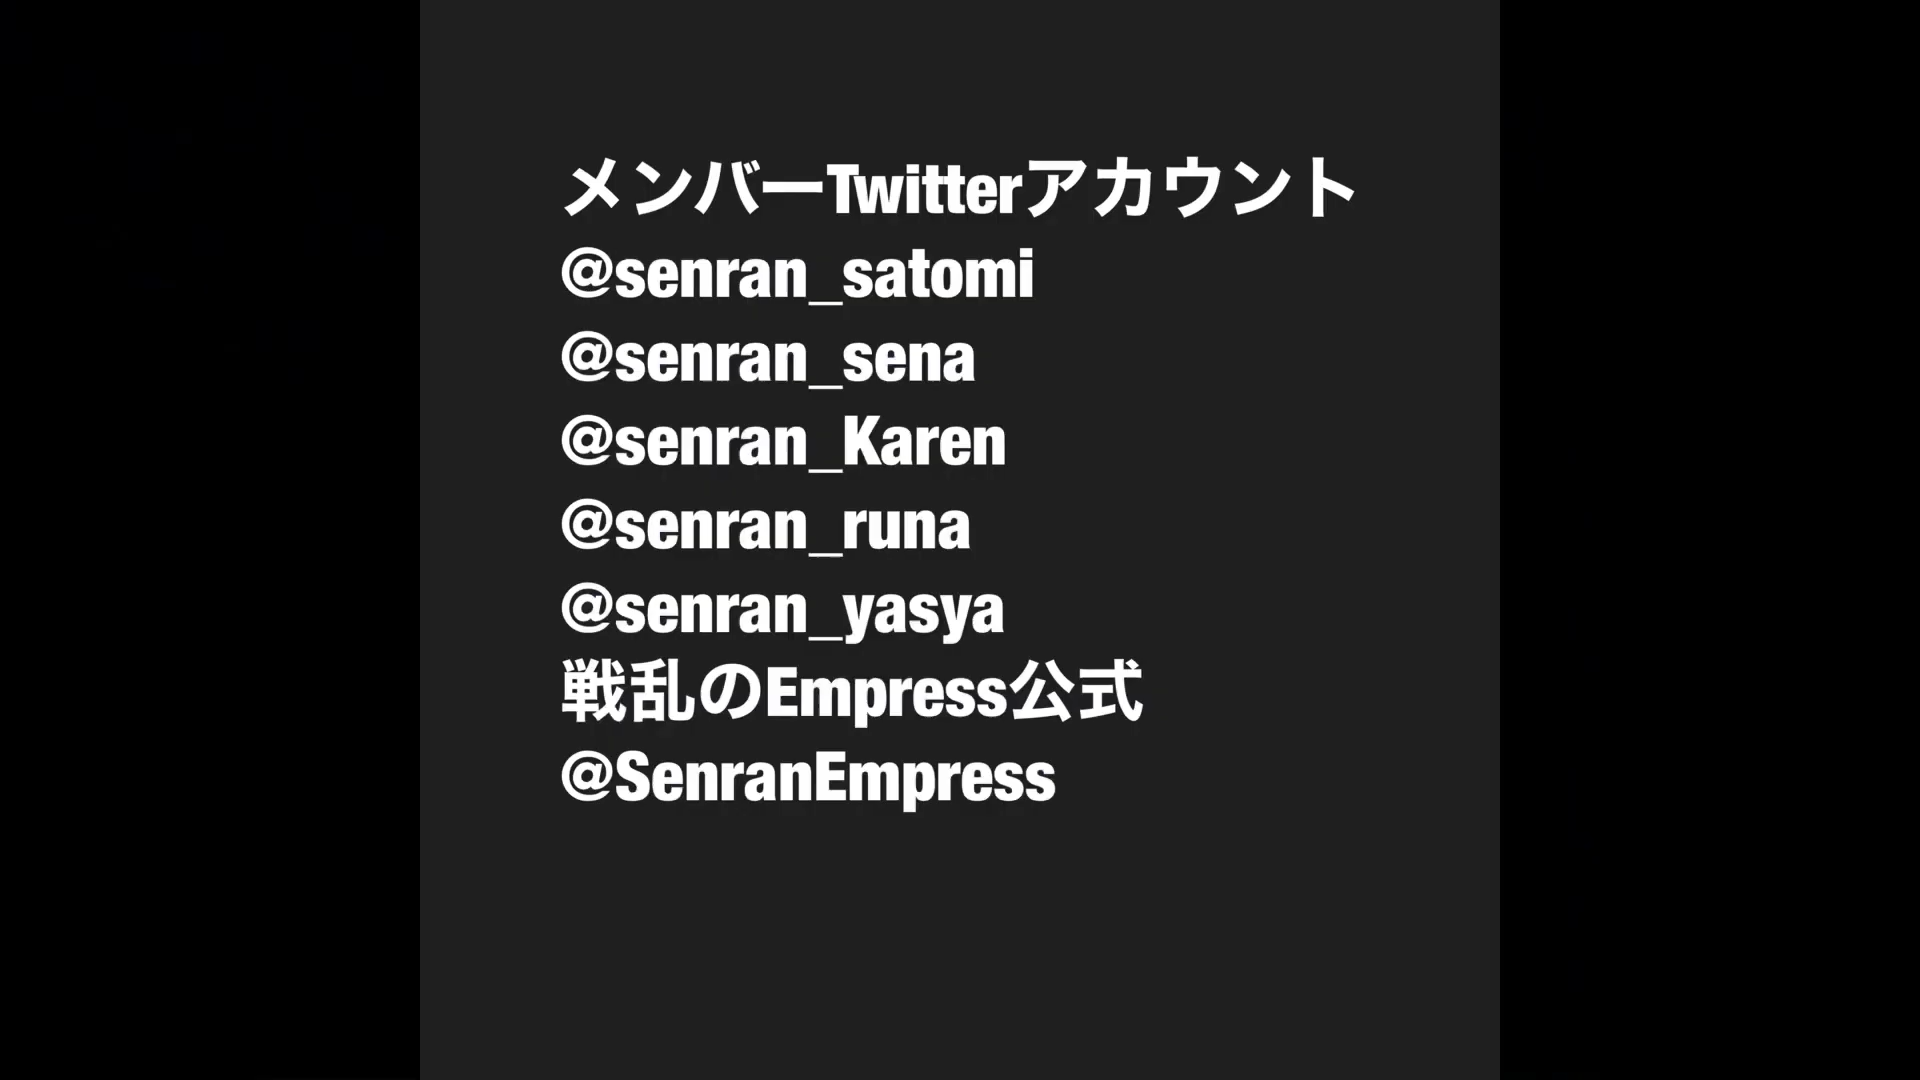 メンバーTwitterアカウント
@senran_satomi
@senran_sena
@senran_Karen
@senran_runa
@senran_yasya
戦乱のEmpress公式
@SenranEmpress